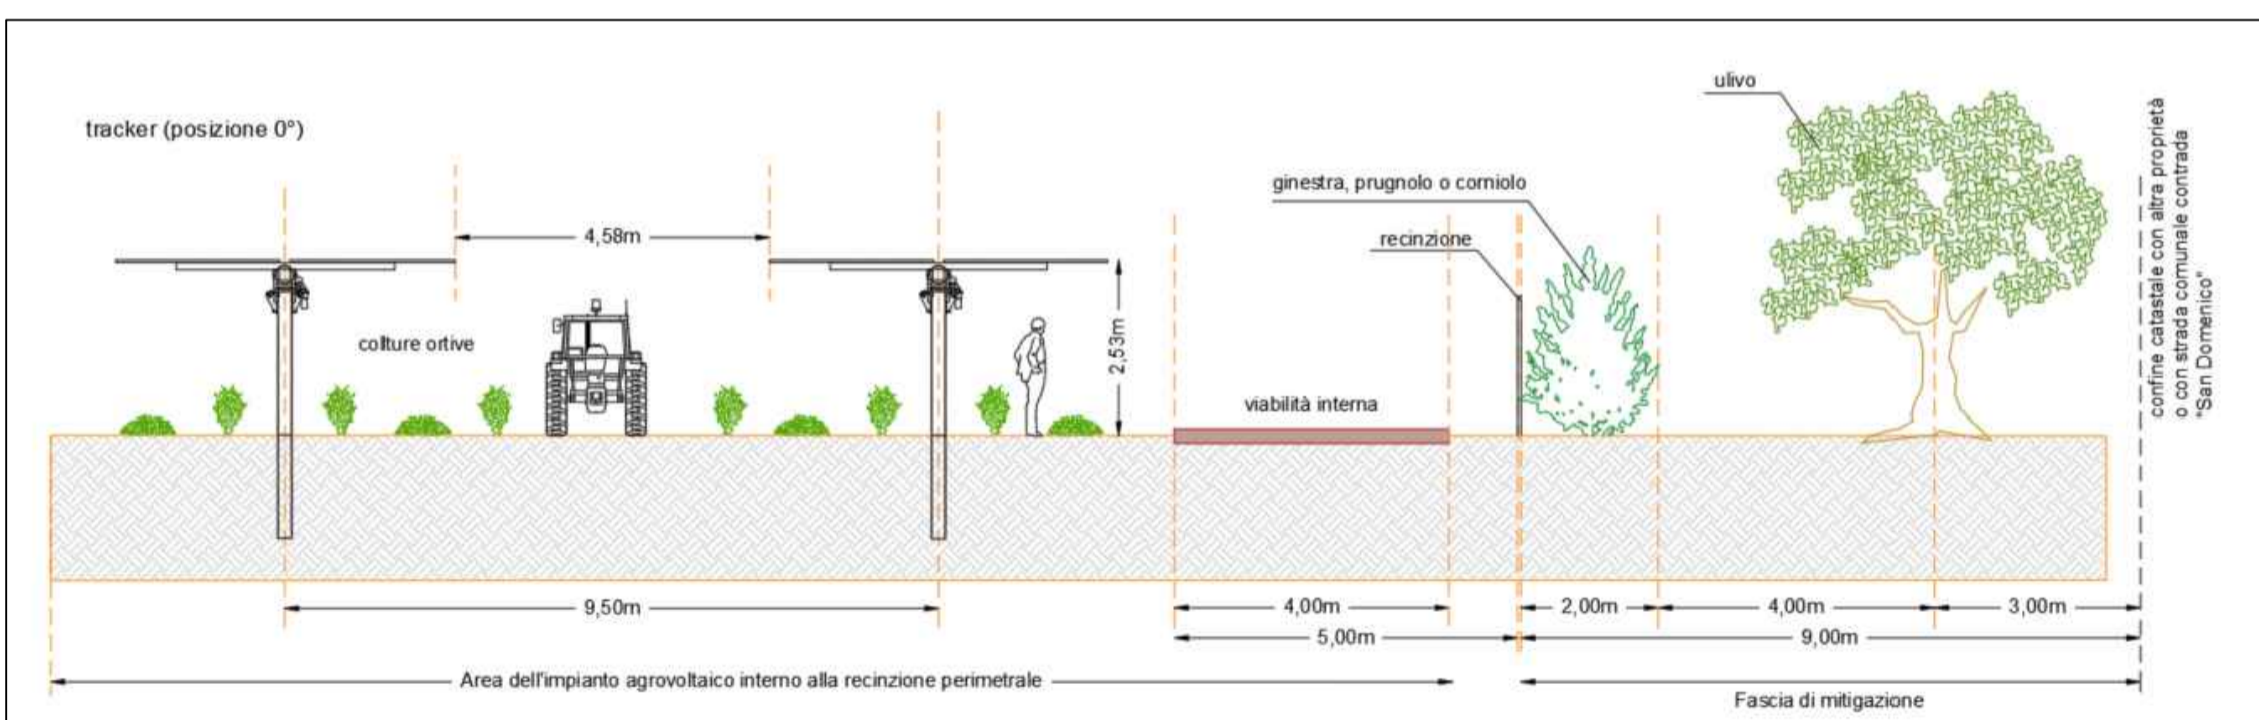 ulivo
tracker (posizione 0°)
ginestra, prugnolo o corniolo
4,58m
recinzione
confine catastale con altra proprietà
o con strada comunale contrada
"San Domenico"
collture ortive
2,53m
viabilità interna
9,50m
4,00m
2,00m
4,00m
3,00m
5,00m
9,00m
Area dell'impianto agrovoltaico interno alla recinzione perimetrale
Fascia di mitigazione